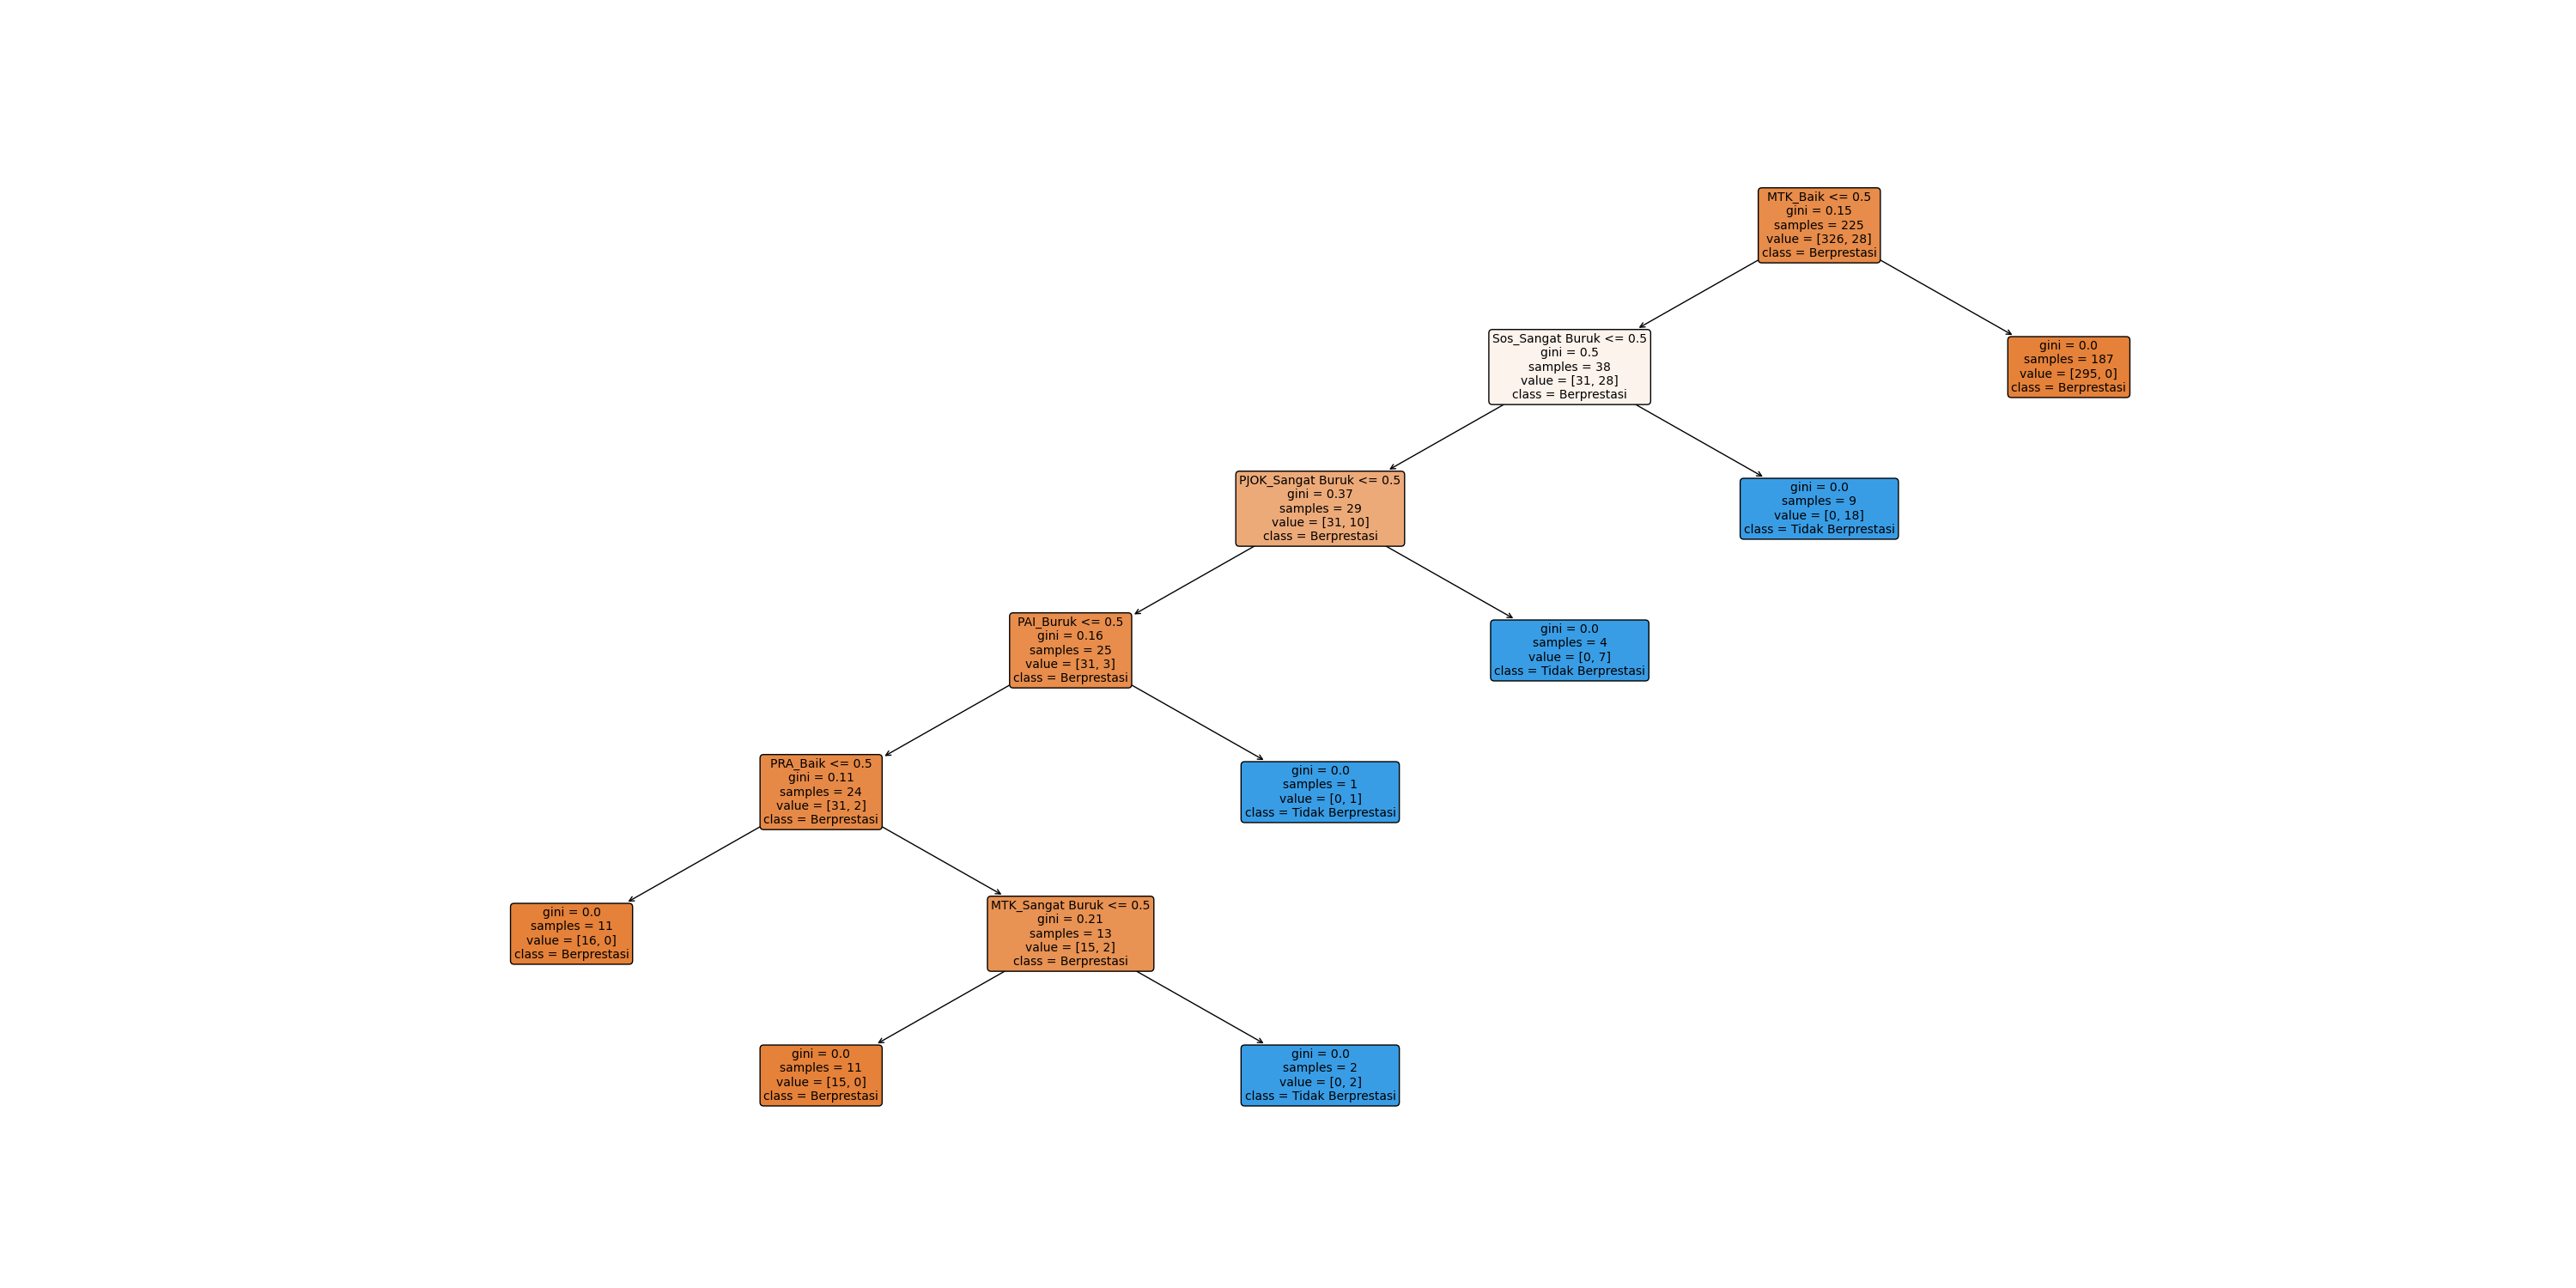 MTK_Baik <= 0.5
gini = 0.15
samples = 225
value = [326, 28]
class = Berprestasi
Sos_Sangat Buruk <= 0.5
gini = 0.5
samples = 38
value = [31, 28]
class = Berprestasi
gini = 0.0
samples = 187
value = [295, 0]
class = Berprestasi
PJOK_Sangat Buruk <= 0.5
gini = 0.37
samples = 29
value = [31, 10]
class = Berprestasi
gini = 0.0
samples = 9
value = [0, 18]
class = Tidak Berprestasi
PAI_Buruk <= 0.5
gini = 0.16
samples = 25
value = [31, 3]
class = Berprestasi
gini = 0.0
samples = 4
value = [0, 7]
class = Tidak Berprestasi
PRA_Baik <= 0.5
gini = 0.11
samples = 24
value = [31, 2]
class = Berprestasi
gini = 0.0
samples = 1
value = [0, 1]
class = Tidak Berprestasi
gini = 0.0
samples = 11
value = [16, 0]
class = Berprestasi
MTK_Sangat Buruk <= 0.5
gini = 0.21
samples = 13
value = [15, 2]
class = Berprestasi
gini = 0.0
samples = 11
value = [15, 0]
class = Berprestasi
gini = 0.0
samples = 2
value = [0, 2]
class = Tidak Berprestasi